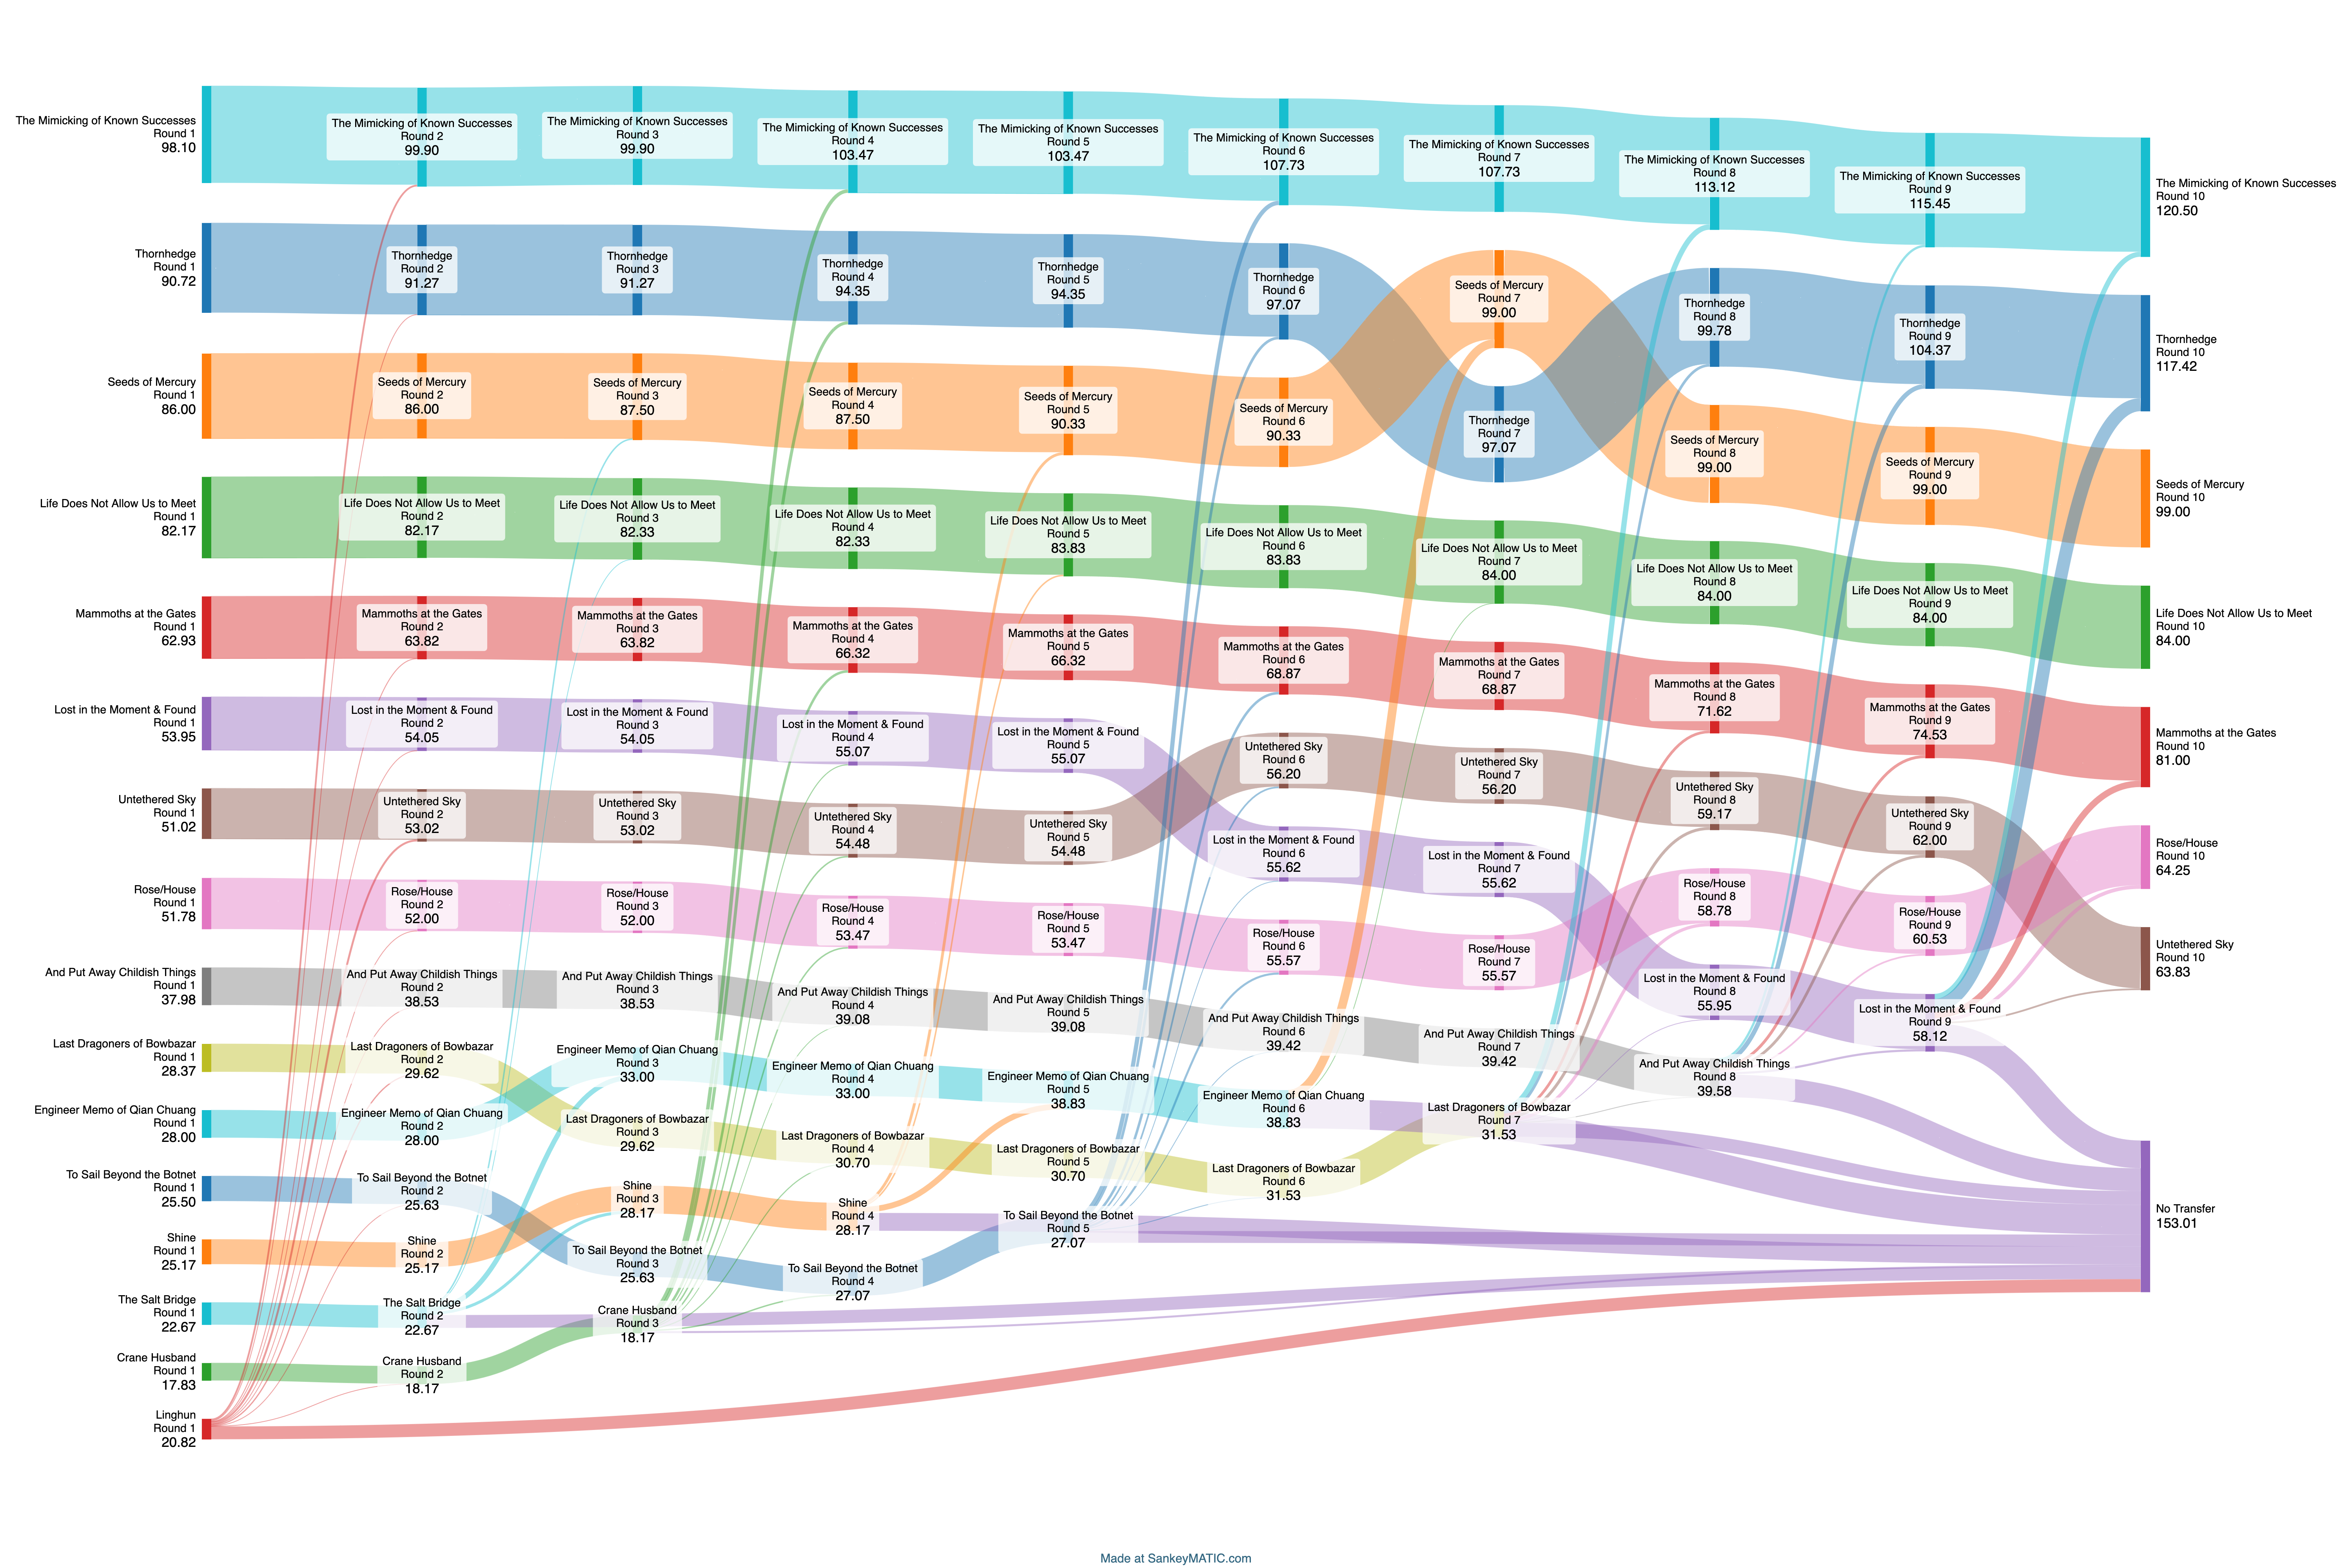 The Mimicking of Known Successes
Round 1
98.10
Thornhedge
Round 1
90.72
Seeds of Mercury
Round 1
86.00
Life Does Not Allow Us to Meet
Round 1
82.17
Mammoths at the Gates
Round 1
62.93
Lost in the Moment & Found
Round 1
53.95
Untethered Sky
Round 1
51.02
Rose/House
Round 1
51.78
And Put Away Childish Things
Round 1
37.98
Last Dragoners of Bowbazar
Round 1
28.37
Engineer Memo of Qian Chuang
Round 1
28.00
To Sail Beyond the Botnet
Round 1
25.50
Shine
Round 1
25.17
The Salt Bridge
Round 1
22.67
Crane Husband
Round 1
17.83
Linghun
Round 1
20.82
The Mimicking of Known Successes
Round 2
99.90
Thornhedge
Round 2
91.27
Seeds of Mercury
Round 2
86.00
Life Does Not Allow Us to Meet
Round 2
82.17
Mammoths at the Gates
Round 2
63.82
Lost in the Moment & Found
Round 2
54.05
Untethered Sky
Round 2
53.02
Rose/House
Round 2
52.00
And Put Away Childish Things
Round 2
38.53
Last Dragoners of Bowbazar
Round 2
29.62
Engineer Memo of Qian Chuang
Round 2
28.00
To Sail Beyond the Botnet
Round 2
25.63
Shine
Round 2
25.17
The Salt Bridge
Round 2
22.67
Crane Husband
Round 2
18.17
The Mimicking of Known Successes
Round 3
99.90
Thornhedge
Round 3
91.27
Seeds of Mercury
Round 3
87.50
Life Does Not Allow Us to Meet
Round 3
82.33
Mammoths at the Gates
Round 3
63.82
Lost in the Moment & Found
Round 3
54.05
Untethered Sky
Round 3
53.02
Rose/House
Round 3
52.00
And Put Away Childish Things
Round 3
38.53
Engineer Memo of Qian Chuang
Round 3
33.00
Last Dragoners of Bowbazar
Round 3
29.62
Shine
Round 3
28.17
To Sail Beyond the Botnet
Round 3
25.63
Crane Husband
Round 3
18.17
The Mimicking of Known Successes
Round 4
103.47
Thornhedge
Round 4
94.35
Seeds of Mercury
Round 4
87.50
Life Does Not Allow Us to Meet
Round 4
82.33
Mammoths at the Gates
Round 4
66.32
Lost in the Moment & Found
Round 4
55.07
Untethered Sky
Round 4
54.48
Rose/House
Round 4
53.47
And Put Away Childish Things
Round 4
39.08
Engineer Memo of Qian Chuang
Round 4
33.00
Last Dragoners of Bowbazar
Round 4
30.70
Shine
Round 4
28.17
To Sail Beyond the Botnet
Round 4
27.07
The Mimicking of Known Successes
Round 5
103.47
Thornhedge
Round 5
94.35
Seeds of Mercury
Round 5
90.33
Life Does Not Allow Us to Meet
Round 5
83.83
Mammoths at the Gates
Round 5
66.32
Lost in the Moment & Found
Round 5
55.07
Untethered Sky
Round 5
54.48
Rose/House
Round 5
53.47
And Put Away Childish Things
Round 5
39.08
Engineer Memo of Qian Chuang
Round 5
38.83
Last Dragoners of Bowbazar
Round 5
30.70
To Sail Beyond the Botnet
Round 5
27.07
The Mimicking of Known Successes
Round 6
107.73
Thornhedge
Round 6
97.07
Seeds of Mercury
Round 6
90.33
Life Does Not Allow Us to Meet
Round 6
83.83
Mammoths at the Gates
Round 6
68.87
Untethered Sky
Round 6
56.20
Lost in the Moment & Found
Round 6
55.62
Rose/House
Round 6
55.57
And Put Away Childish Things
Round 6
39.42
Engineer Memo of Qian Chuang
Round 6
38.83
Last Dragoners of Bowbazar
Round 6
31.53
The Mimicking of Known Successes
Round 7
107.73
Seeds of Mercury
Round 7
99.00
Thornhedge
Round 7
97.07
Life Does Not Allow Us to Meet
Round 7
84.00
Mammoths at the Gates
Round 7
68.87
Untethered Sky
Round 7
56.20
Lost in the Moment & Found
Round 7
55.62
Rose/House
Round 7
55.57
And Put Away Childish Things
Round 7
39.42
Last Dragoners of Bowbazar
Round 7
31.53
The Mimicking of Known Successes
Round 8
113.12
Thornhedge
Round 8
99.78
Seeds of Mercury
Round 8
99.00
Life Does Not Allow Us to Meet
Round 8
84.00
Mammoths at the Gates
Round 8
71.62
Untethered Sky
Round 8
59.17
Rose/House
Round 8
58.78
Lost in the Moment & Found
Round 8
55.95
And Put Away Childish Things
Round 8
39.58
The Mimicking of Known Successes
Round 9
115.45
Thornhedge
Round 9
104.37
Seeds of Mercury
Round 9
99.00
Life Does Not Allow Us to Meet
Round 9
84.00
Mammoths at the Gates
Round 9
74.53
Untethered Sky
Round 9
62.00
Rose/House
Round 9
60.53
Lost in the Moment & Found
Round 9
58.12
The Mimicking of Known Successes
Round 10
120.50
Thornhedge
Round 10
117.42
Seeds of Mercury
Round 10
99.00
Life Does Not Allow Us to Meet
Round 10
84.00
Mammoths at the Gates
Round 10
81.00
Rose/House
Round 10
64.25
Untethered Sky
Round 10
63.83
No Transfer
153.01
Made at SankeyMATIC.com